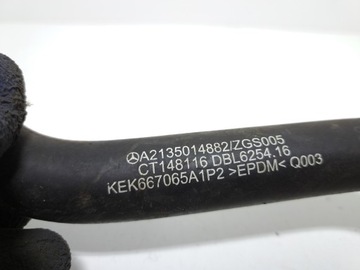 A2135014882/ZGS005
CT148116 DBL6254.16
KEK667065A1P2 >EPDM< Q003